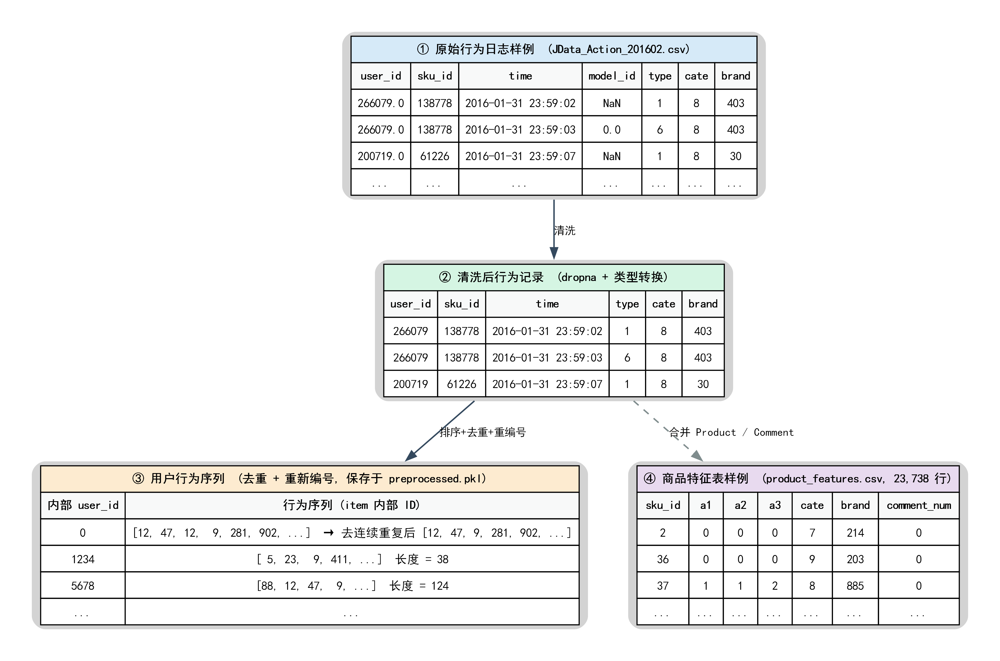 ① 原始行为日志样例 (JData_Action_201602.csv)
user_id sku_id time model_id type cate brand
266079.0 138778 2016-01-31 23:59:02 NaN 1 8 403
266079.0 138778 2016-01-31 23:59:03 0.0 6 8 403
200719.0 61226 2016-01-31 23:59:07 NaN 1 8 30
... ... ... ... ... ... ...
清洗
② 清洗后行为记录 (dropna + 类型转换)
user_id sku_id time type cate brand
266079 138778 2016-01-31 23:59:02 1 8 403
266079 138778 2016-01-31 23:59:03 6 8 403
200719 61226 2016-01-31 23:59:07 1 8 30
排序+去重+重编号
合并 Product / Comment
③ 用户行为序列 (去重 + 重新编号, 保存于 preprocessed.pkl)
内部 user_id 行为序列 (item 内部 ID)
0 [12, 47, 12, 9, 281, 902, ...] → 去连续重复后 [12, 47, 9, 281, 902, ...]
1234 [ 5, 23, 9, 411, ...] 长度 = 38
5678 [88, 12, 47, 9, ...] 长度 = 124
... ...
④ 商品特征表样例 (product_features.csv, 23,738 行)
sku_id a1 a2 a3 cate brand comment_num
2 0 0 0 7 214 0
36 0 0 0 9 203 0
37 1 1 2 8 885 0
... ... ... ... ... ... ...